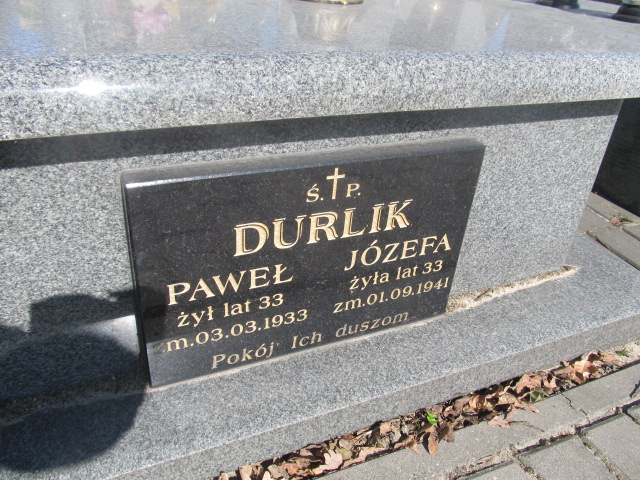 Ś. P.
DURLIK
PAWEŁ
żył lat 33
zm.03.03.1933
JÓZEFA
żyła lat 33
zm.01.09.1941
Pokój Ich duszom